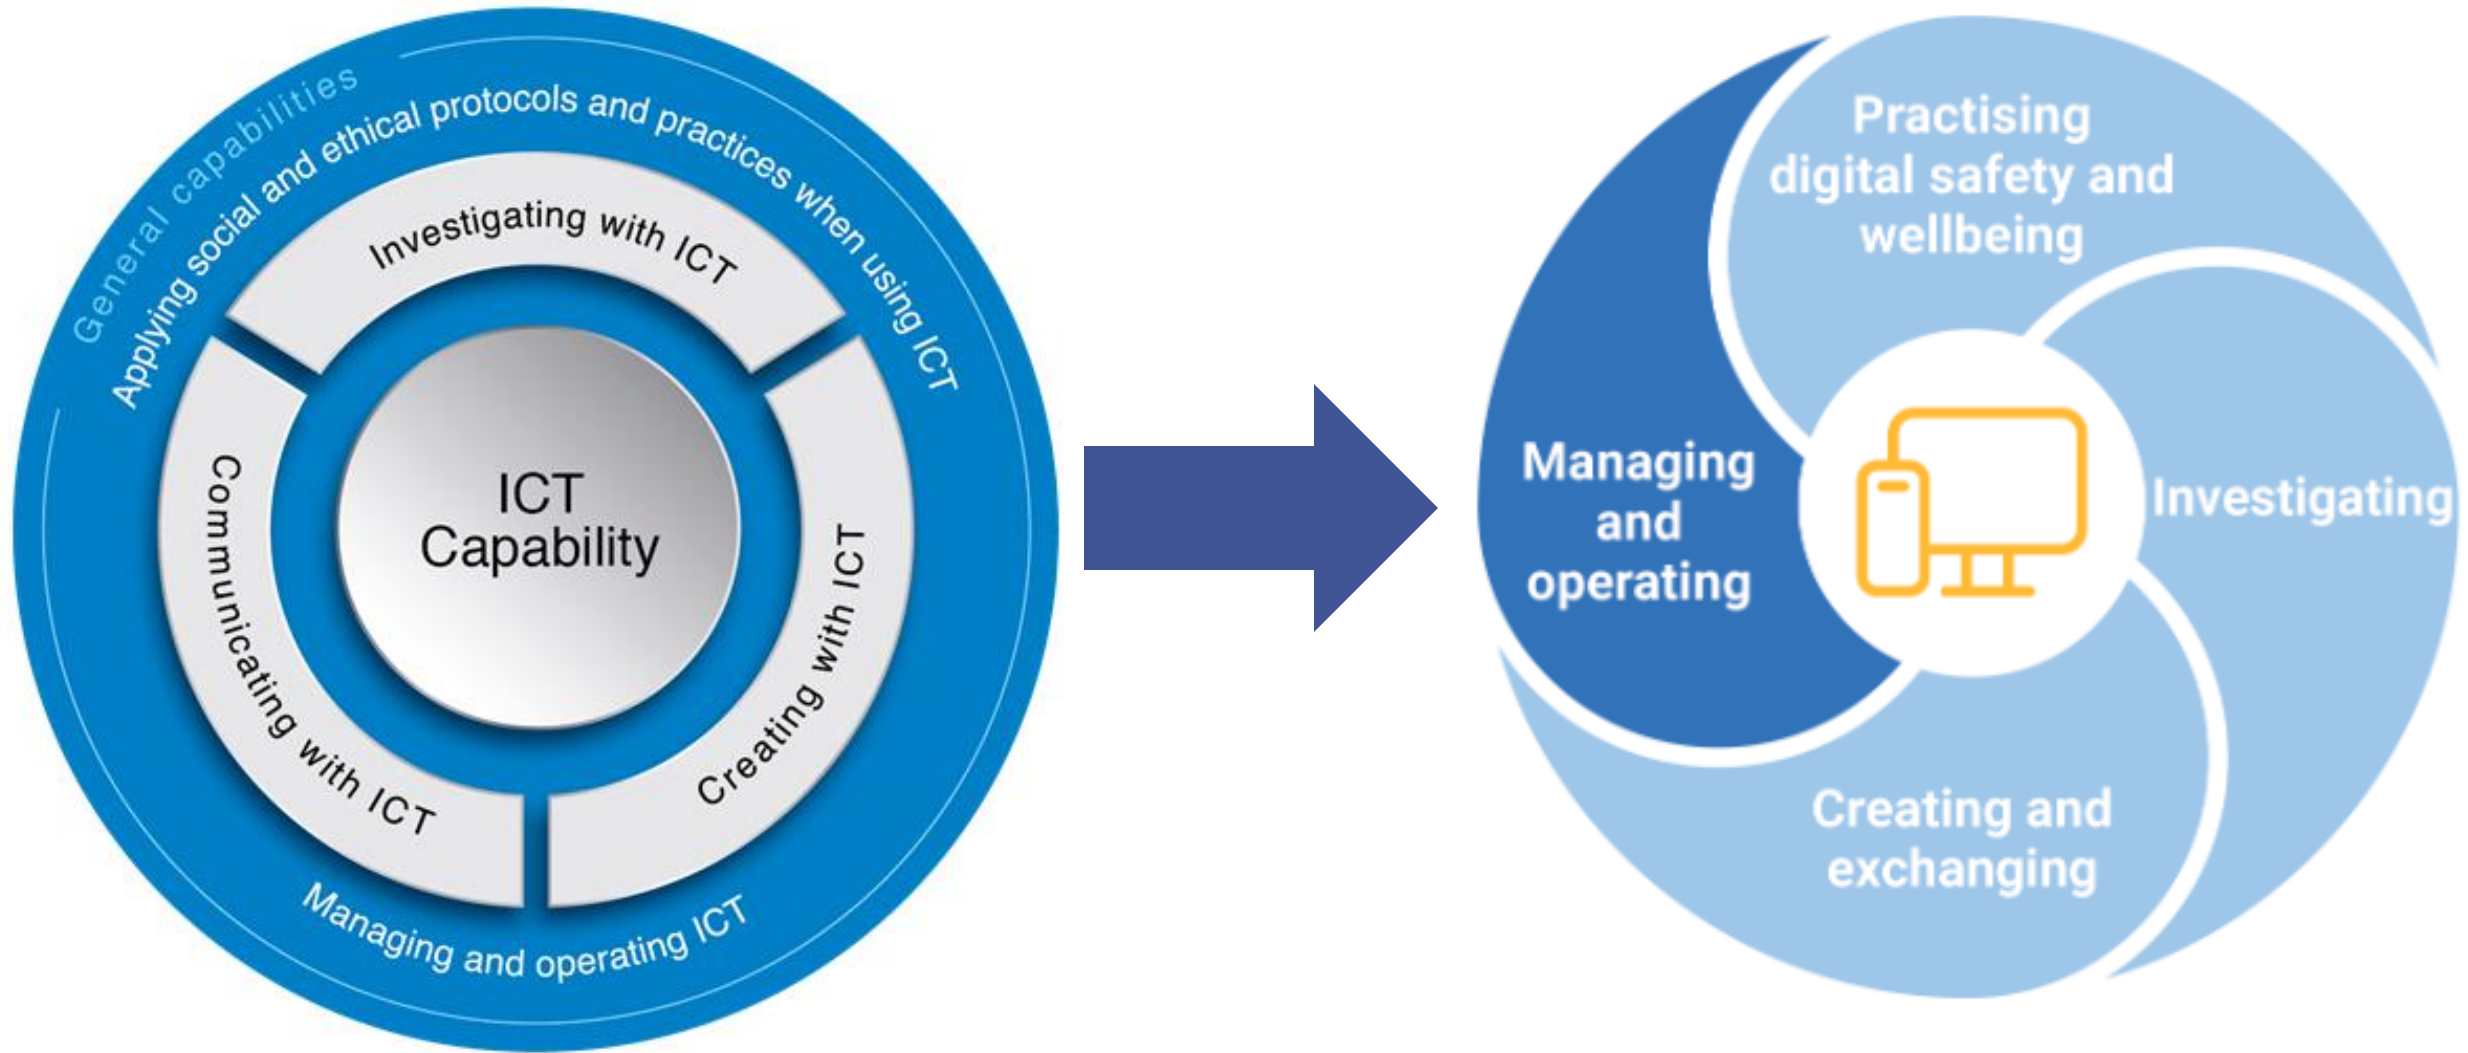 General capabilities
Applying social and ethical protocols and practices when using ICT
Investigating with ICT
Communicating with ICT
Creating with ICT
ICT
Capability
Managing and operating ICT
Practising
digital safety and
wellbeing
Managing
and
operating
Investigating
Creating and
exchanging